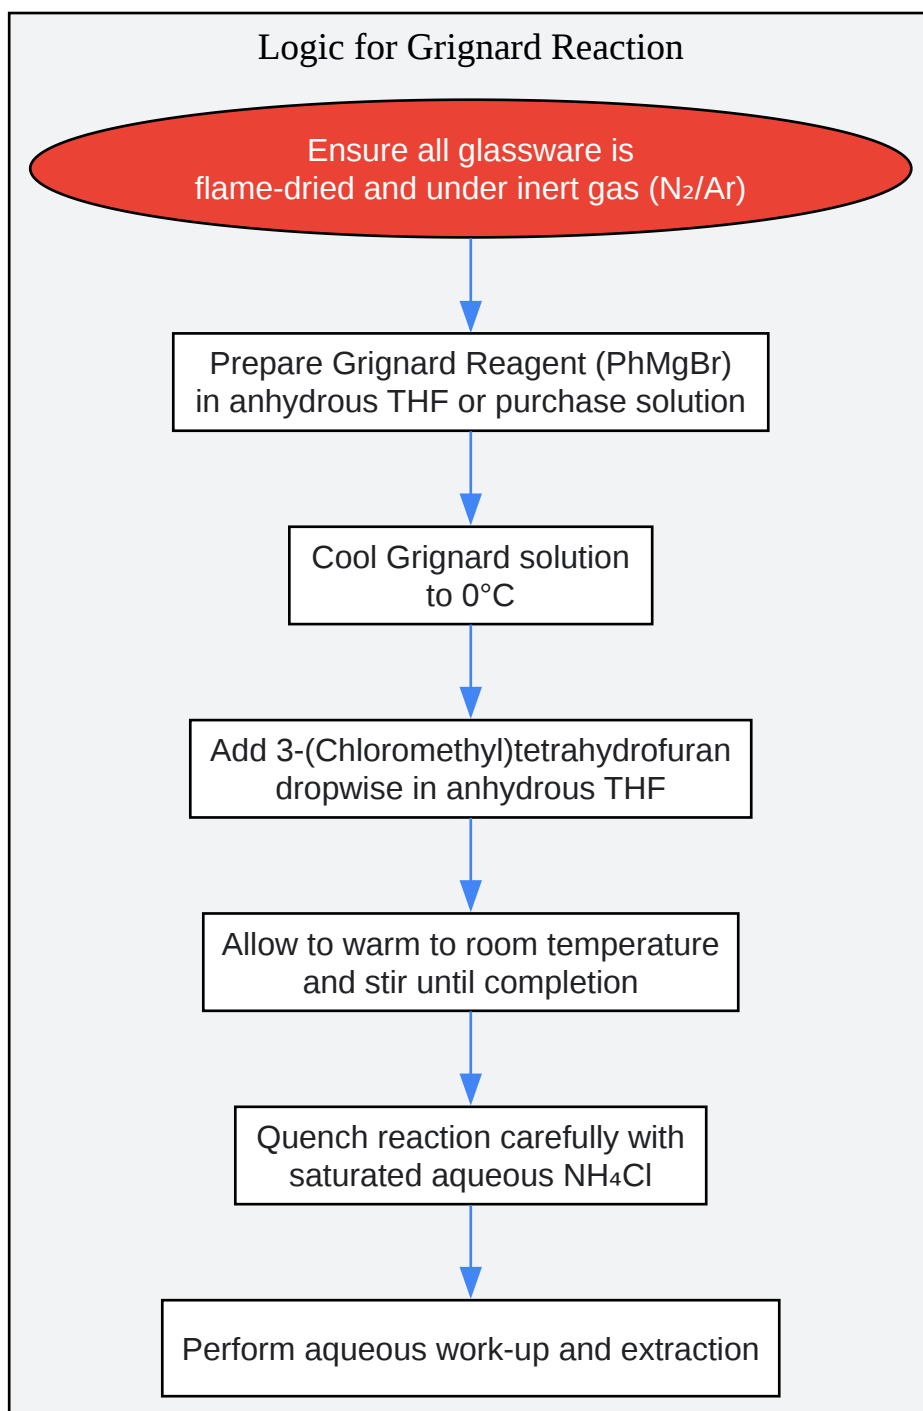 Logic for Grignard Reaction
Ensure all glassware is
flame-dried and under inert gas (N₂/Ar)
Prepare Grignard Reagent (PhMgBr)
in anhydrous THF or purchase solution
Cool Grignard solution
to 0°C
Add 3-(Chloromethyl)tetrahydrofuran
dropwise in anhydrous THF
Allow to warm to room temperature
and stir until completion
Quench reaction carefully with
saturated aqueous NH₄Cl
Perform aqueous work-up and extraction